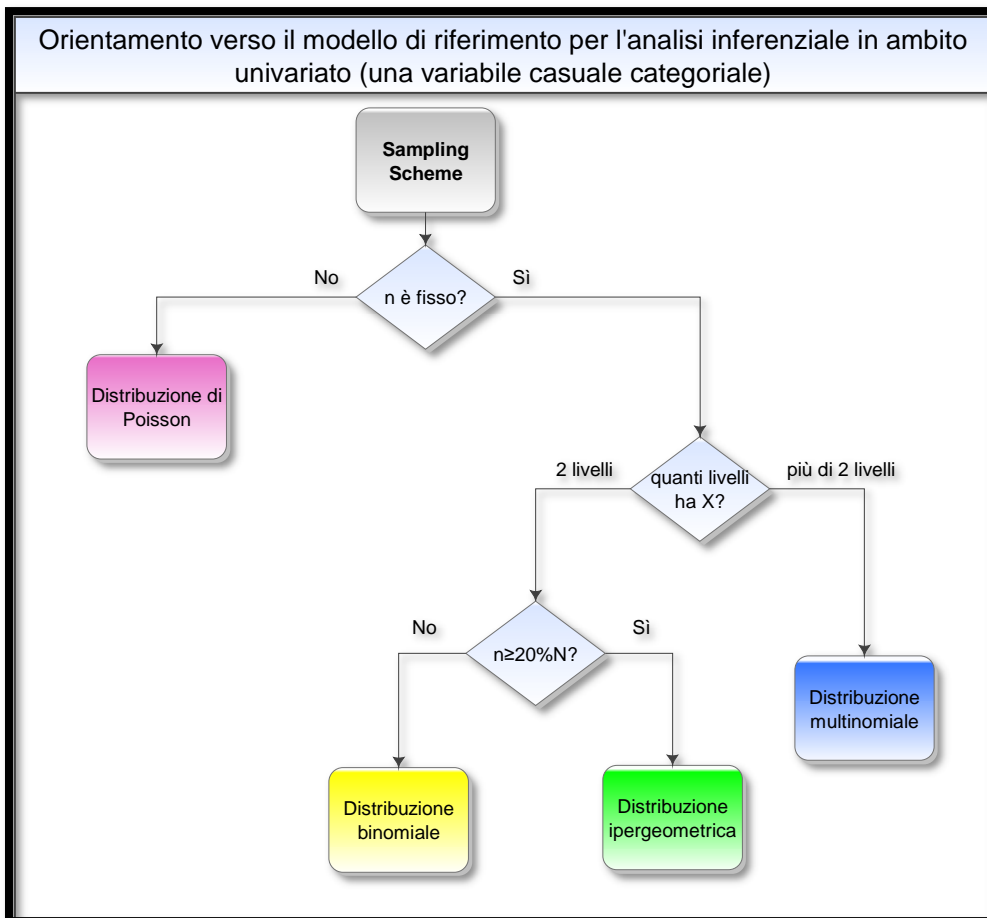 Orientamento verso il modello di riferimento per l'analisi inferenziale in ambito
univariato (una variabile casuale categoriale)
Sampling
Scheme
No
Sì
n è fisso?
Distribuzione di
Poisson
2 livelli
quanti livelli
ha X?
più di 2 livelli
No
Sì
n≥20%N?
Distribuzione
multinomiale
Distribuzione
binomiale
Distribuzione
ipergeometrica